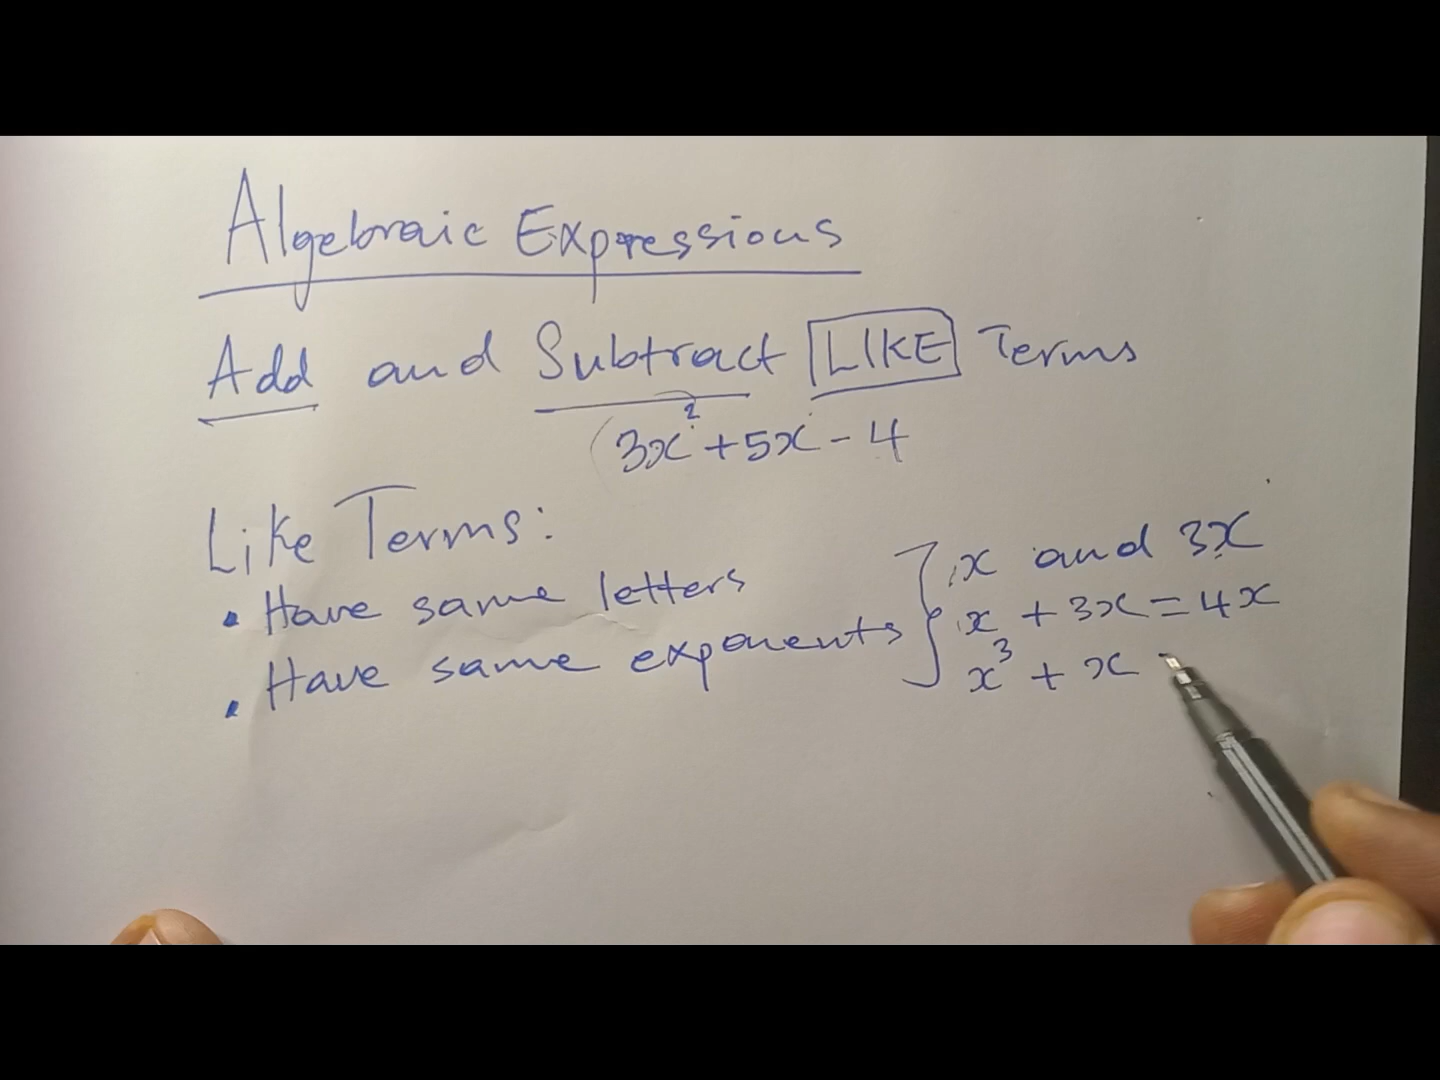 Algebraic Expressions
Add and Subtract LIKE Terms
3x² + 5x - 4
Like Terms:
• Have same letters
• Have same exponents
x and 3x
x + 3x = 4x
x³ + x -